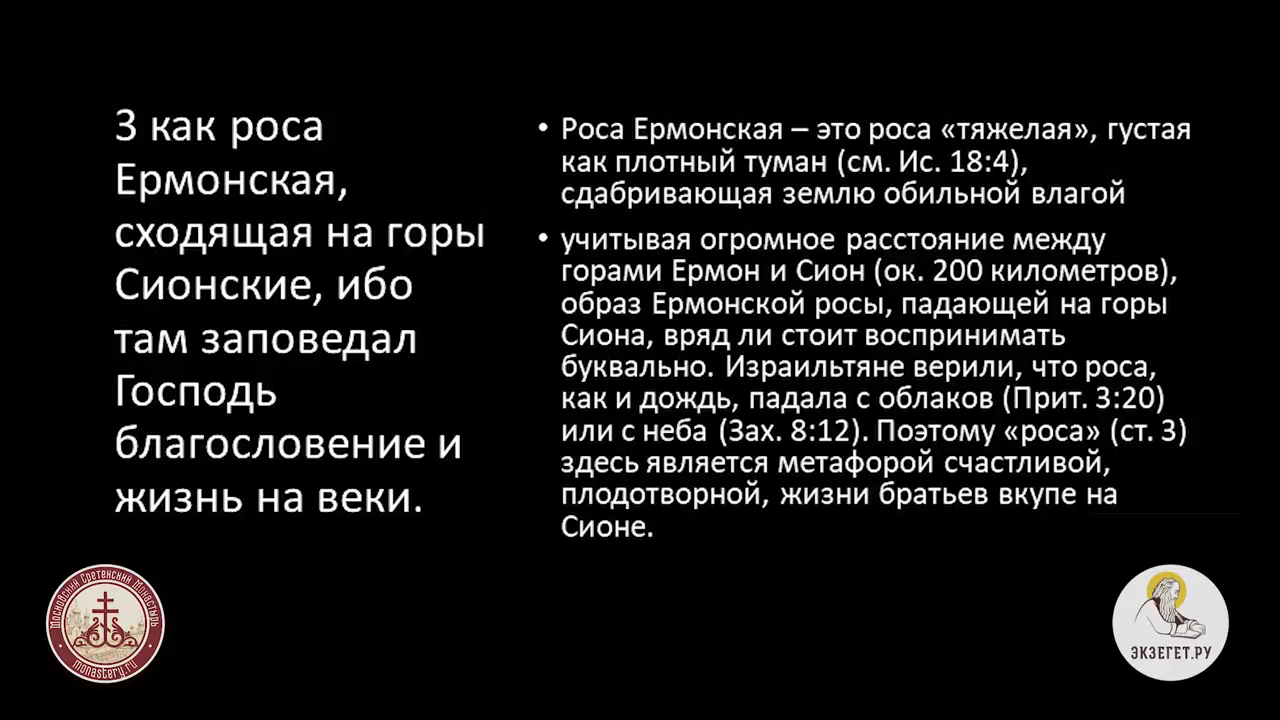 3 как роса
Ермонская,
сходящая на горы
Сионские, ибо
там заповедал
Господь
благословение и
жизнь на веки.
• Роса Ермонская – это роса «тяжелая», густая
как плотный туман (см. Ис. 18:4),
сдабривающая землю обильной влагой
• учитывая огромное расстояние между
горами Ермон и Сион (ок. 200 километров),
образ Ермонской росы, падающей на горы
Сиона, вряд ли стоит воспринимать
буквально. Израильтяне верили, что роса,
как и дождь, падала с облаков (Прит. 3:20)
или с неба (Зах. 8:12). Поэтому «роса» (ст. 3)
здесь является метафорой счастливой,
плодотворной, жизни братьев вкупе на
Сионе.
Московский Сретенский Монастырь
monastery.ru
ЭКЗЕГЕТ.РУ